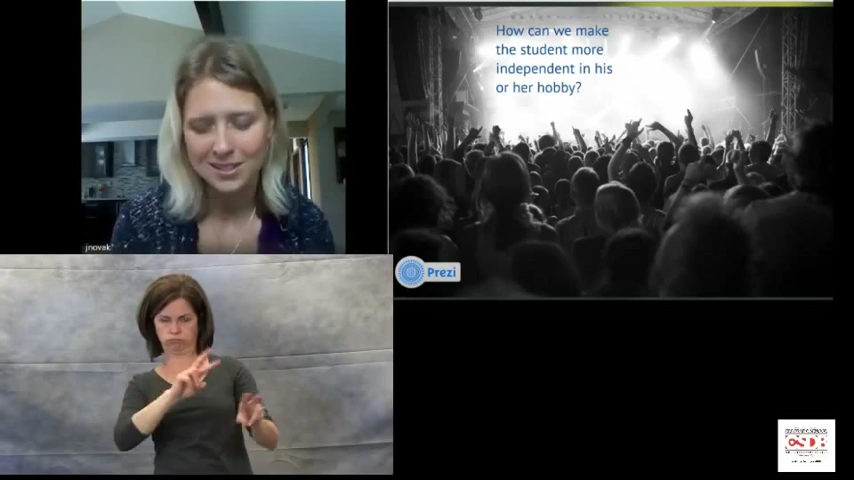 How can we make
the student more
independent in his
or her hobby?
jnovak
Prezi